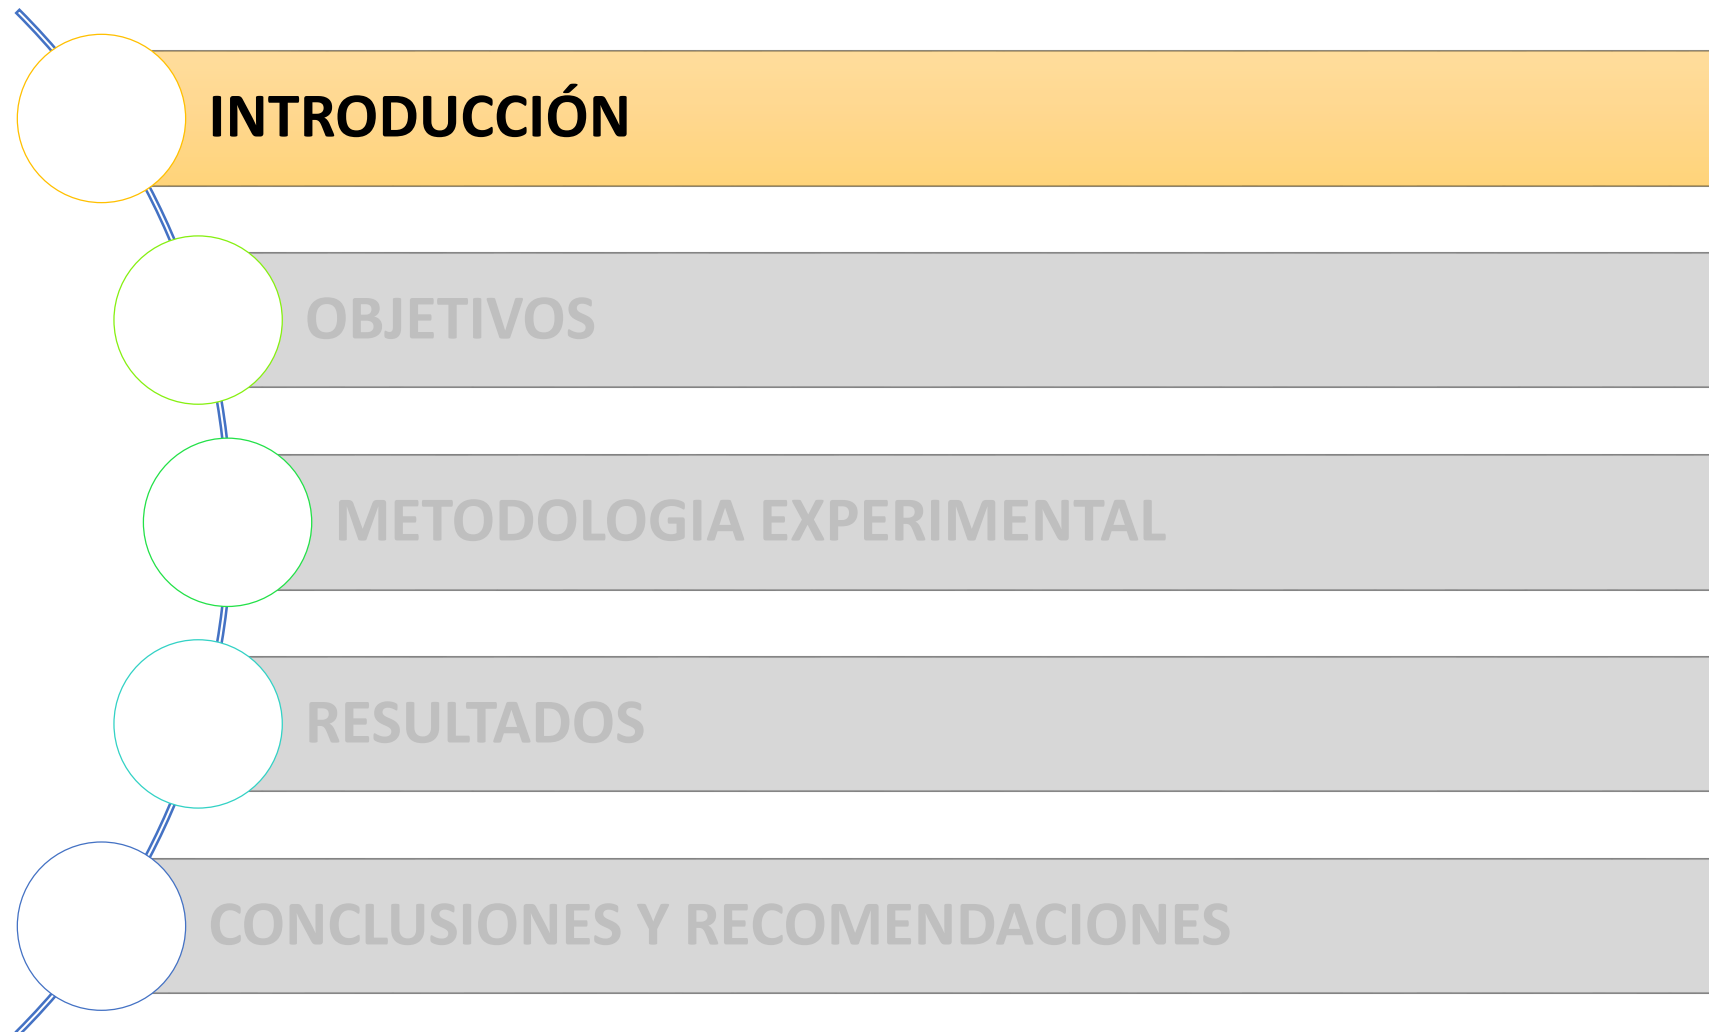 INTRODUCCIÓN
OBJETIVOS
METODOLOGIA EXPERIMENTAL
RESULTADOS
CONCLUSIONES Y RECOMENDACIONES